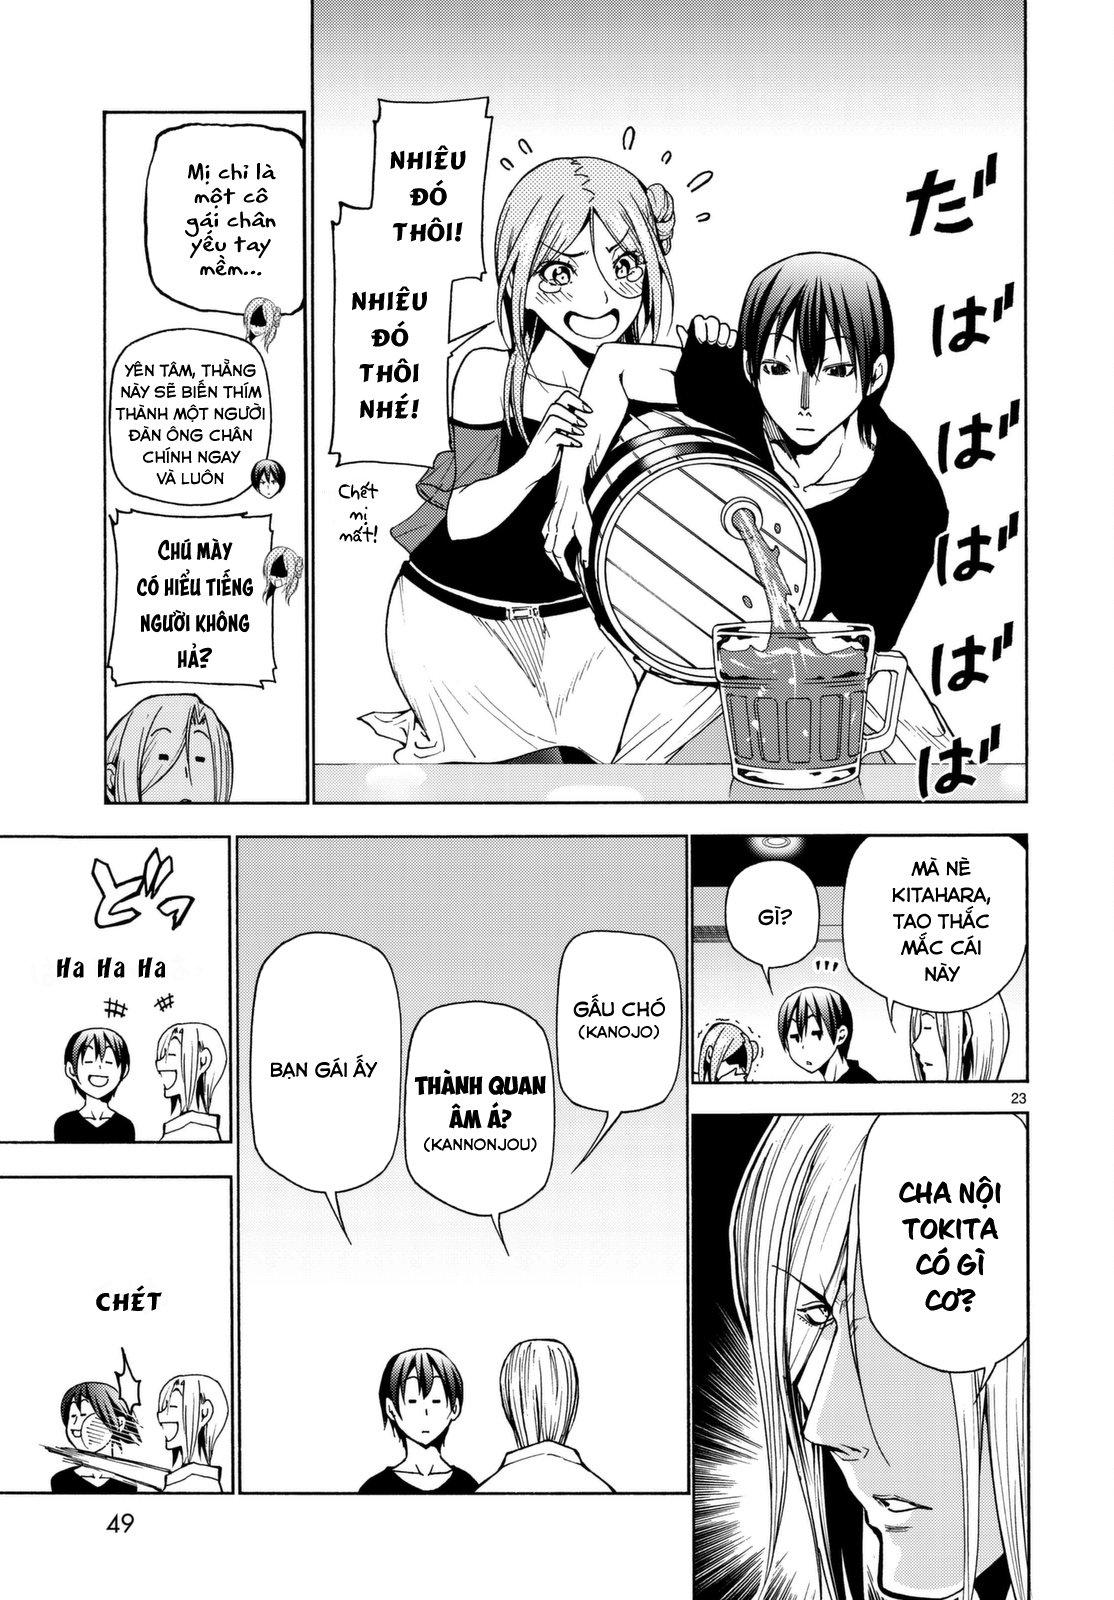 NHIÊU
ĐÓ
THÔI!
NHIÊU
ĐÓ
THÔI
NHÉ!
Chết
mị
mất!
だばばばばば
Mị chỉ là
một cô
gái chân
yếu tay
mềm...
YÊN TÂM, THẰNG
NÀY SẼ BIẾN THÍM
THÀNH MỘT NGƯỜI
ĐÀN ÔNG CHÂN
CHÍNH NGAY
VÀ LUÔN
CHÚ MÀY
CÓ HIỂU TIẾNG
NGƯỜI KHÔNG
HẢ?
MÀ NÈ
KITAHARA,
TAO THẮC
MẮC CÁI
NÀY
GÌ?
23
CHA NỘI
TOKITA
CÓ GÌ
CƠ?
GẤU CHÓ
(KANOJO)
THÀNH QUAN
ÂM Á?
(KANNONJOU)
BẠN GÁI ẤY
どっ
Ha Ha Ha
CHÉT
49